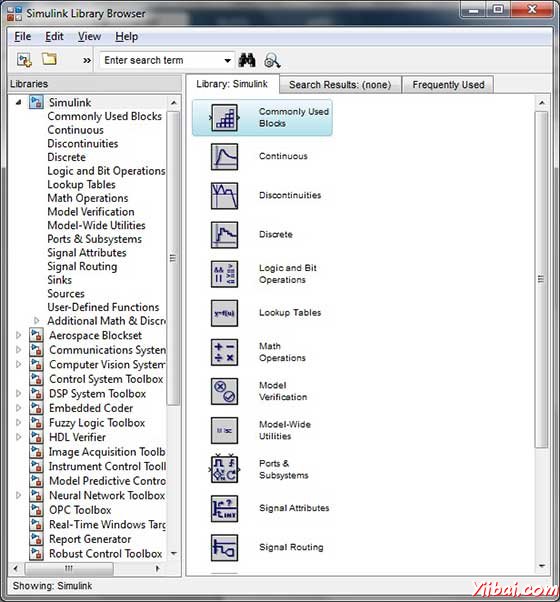 Simulink Library Browser
File Edit View Help
» Enter search term
Libraries
Library: Simulink
Search Results: (none)
Frequently Used
Simulink
Commonly Used Blocks
Continuous
Discontinuities
Discrete
Logic and Bit Operations
Lookup Tables
Math Operations
Model Verification
Model-Wide Utilities
Ports & Subsystems
Signal Attributes
Signal Routing
Sinks
Sources
User-Defined Functions
Additional Math & Discre
Aerospace Blockset
Communications System
Computer Vision System
Control System Toolbox
DSP System Toolbox
Embedded Coder
Fuzzy Logic Toolbox
HDL Verifier
Image Acquisition Toolb
Instrument Control Tool
Model Predictive Contro
Neural Network Toolbox
OPC Toolbox
Real-Time Windows Targ
Report Generator
Robust Control Toolbox
Commonly Used
Blocks
Continuous
Discontinuities
Discrete
&& >=
|| <=
Logic and Bit
Operations
y=f(u)
Lookup Tables
+ −
÷ ×
Math
Operations
Model
Verification
Misc
Model-Wide
Utilities
Ports &
Subsystems
Signal Attributes
Signal Routing
Showing: Simulink
Yiibai.com